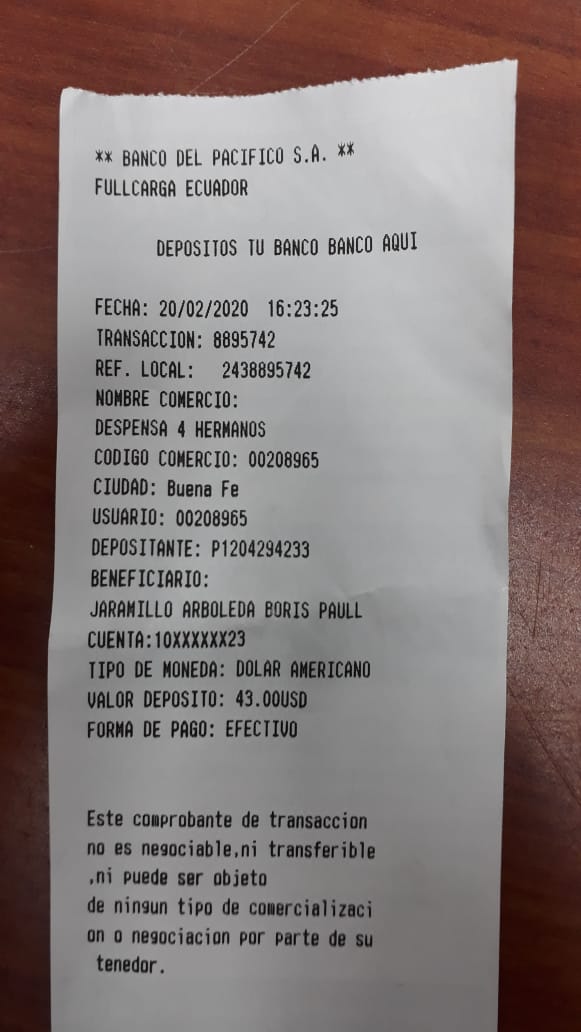 ** BANCO DEL PACIFICO S.A. **
FULLCARGA ECUADOR
DEPOSITOS TU BANCO BANCO AQUI
FECHA: 20/02/2020 16:23:25
TRANSACCION: 8895742
REF. LOCAL: 2438895742
NOMBRE COMERCIO:
DESPENSA 4 HERMANOS
CODIGO COMERCIO: 00208965
CIUDAD: Buena Fe
USUARIO: 00208965
DEPOSITANTE: P1204294233
BENEFICIARIO:
JARAMILLO ARBOLEDA BORIS PAULL
CUENTA:10XXXXXX23
TIPO DE MONEDA: DOLAR AMERICANO
VALOR DEPOSITO: 43.00USD
FORMA DE PAGO: EFECTIVO
Este comprobante de transaccion
no es negociable,ni transferible
,ni puede ser objeto
de ningun tipo de comercializaci
on o negociacion por parte de su
tenedor.